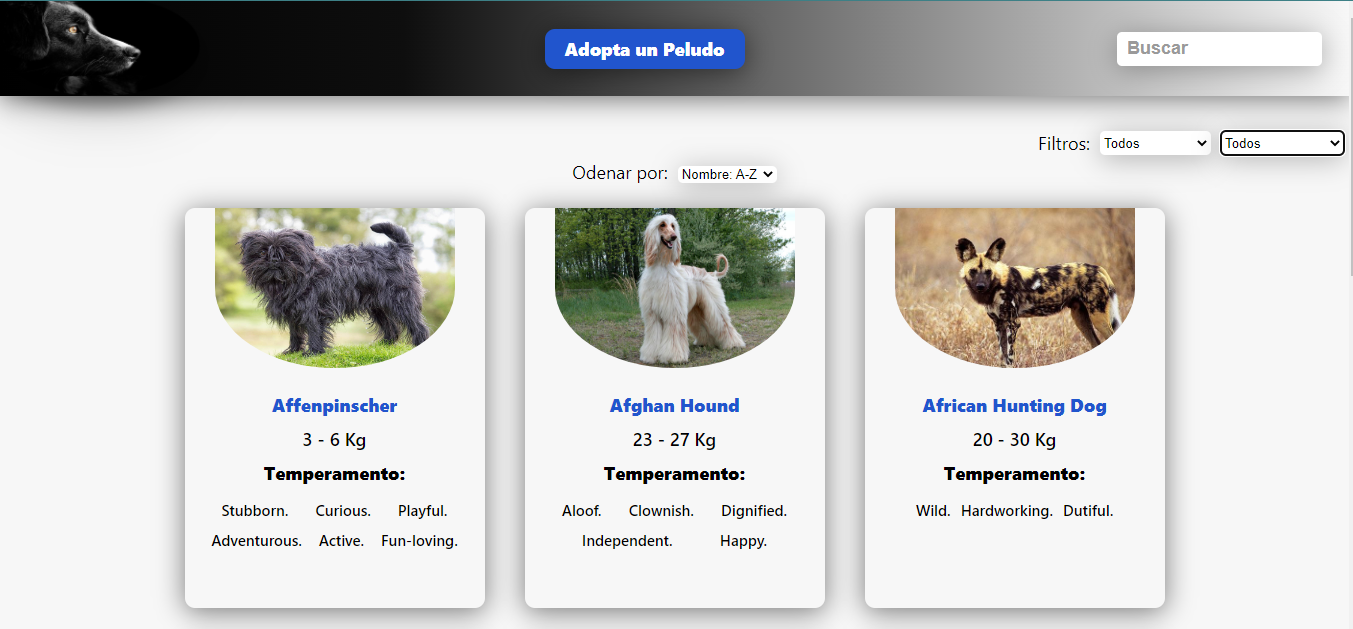 Adopta un Peludo
Buscar
Filtros: Todos Todos
Odenar por: Nombre: A-Z
Affenpinscher
3 - 6 Kg
Temperamento:
Stubborn. Curious. Playful.
Adventurous. Active. Fun-loving.
Afghan Hound
23 - 27 Kg
Temperamento:
Aloof. Clownish. Dignified.
Independent. Happy.
African Hunting Dog
20 - 30 Kg
Temperamento:
Wild. Hardworking. Dutiful.